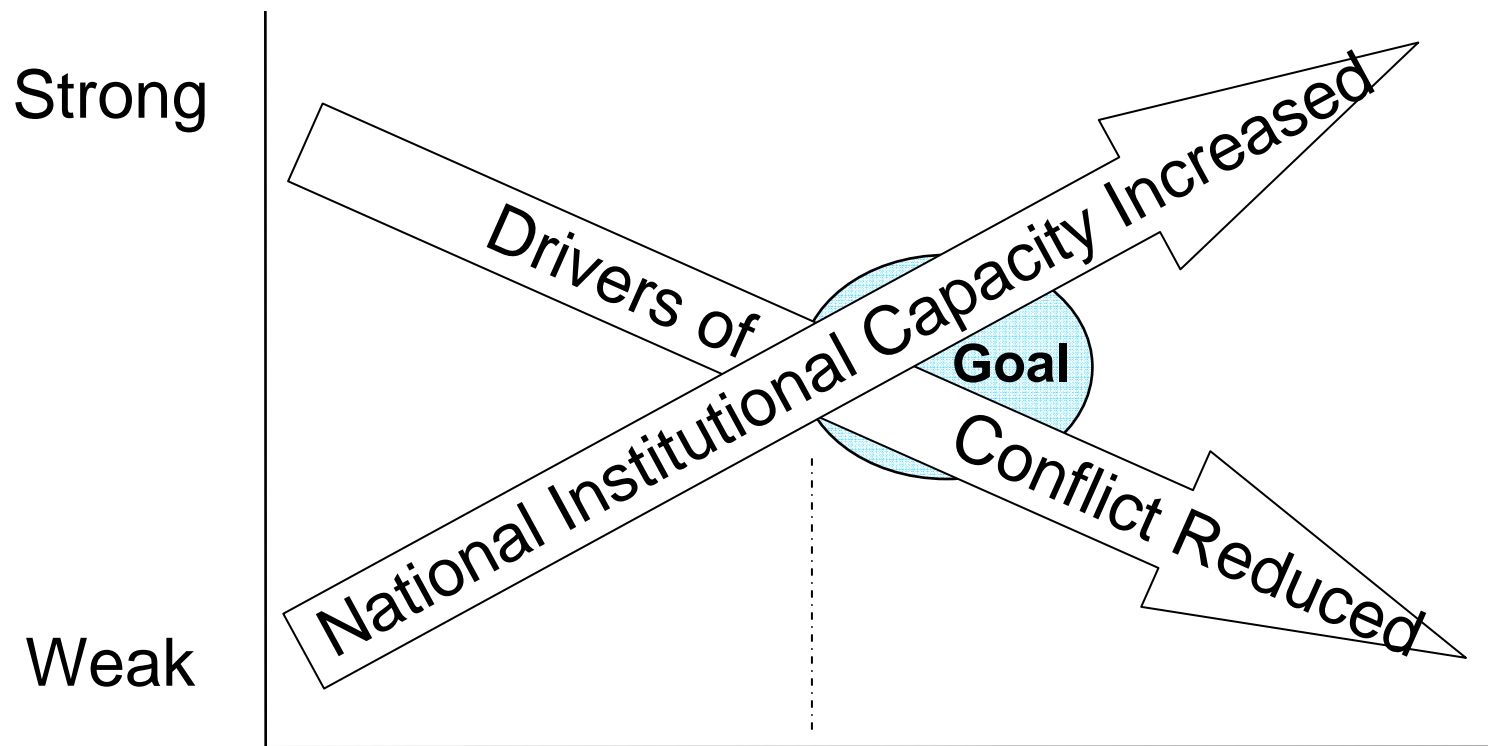 Strong
Drivers of
Conflict Reduced
National Institutional Capacity Increased
Goal
Weak